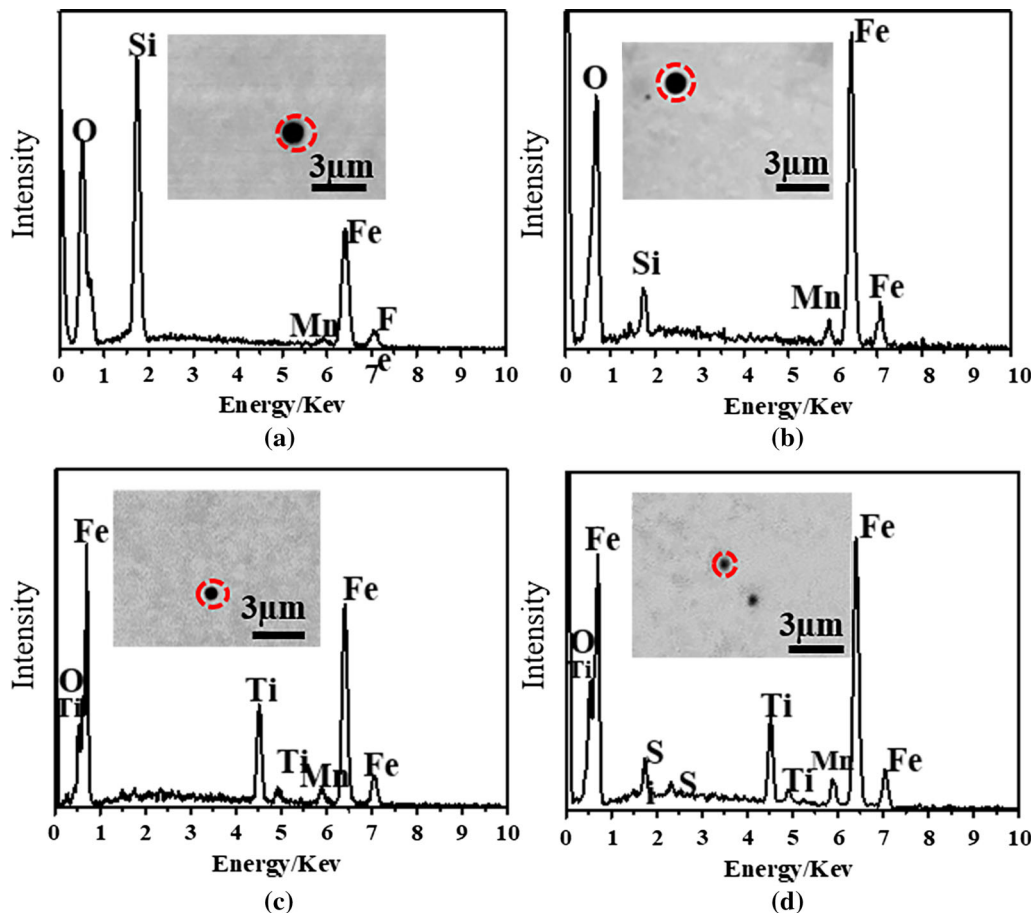 Si
O
Fe
Mn
F
e
3μm
Intensity
0 1 2 3 4 5 6 7 8 9 10
Energy/Kev
(a)
Fe
O
Si
Mn
Fe
3μm
Intensity
0 1 2 3 4 5 6 7 8 9 10
Energy/Kev
(b)
Fe
O
Ti
Ti
Ti
Mn
Fe
Fe
3μm
Intensity
0 1 2 3 4 5 6 7 8 9 10
Energy/Kev
(c)
Fe
O
Ti
S
i
S
Ti
Ti
Mn
Fe
Fe
3μm
Intensity
0 1 2 3 4 5 6 7 8 9 10
Energy/Kev
(d)